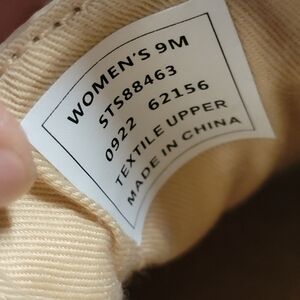 WOMEN'S 9M
STS88463
0922 62156
TEXTILE UPPER
MADE IN CHINA